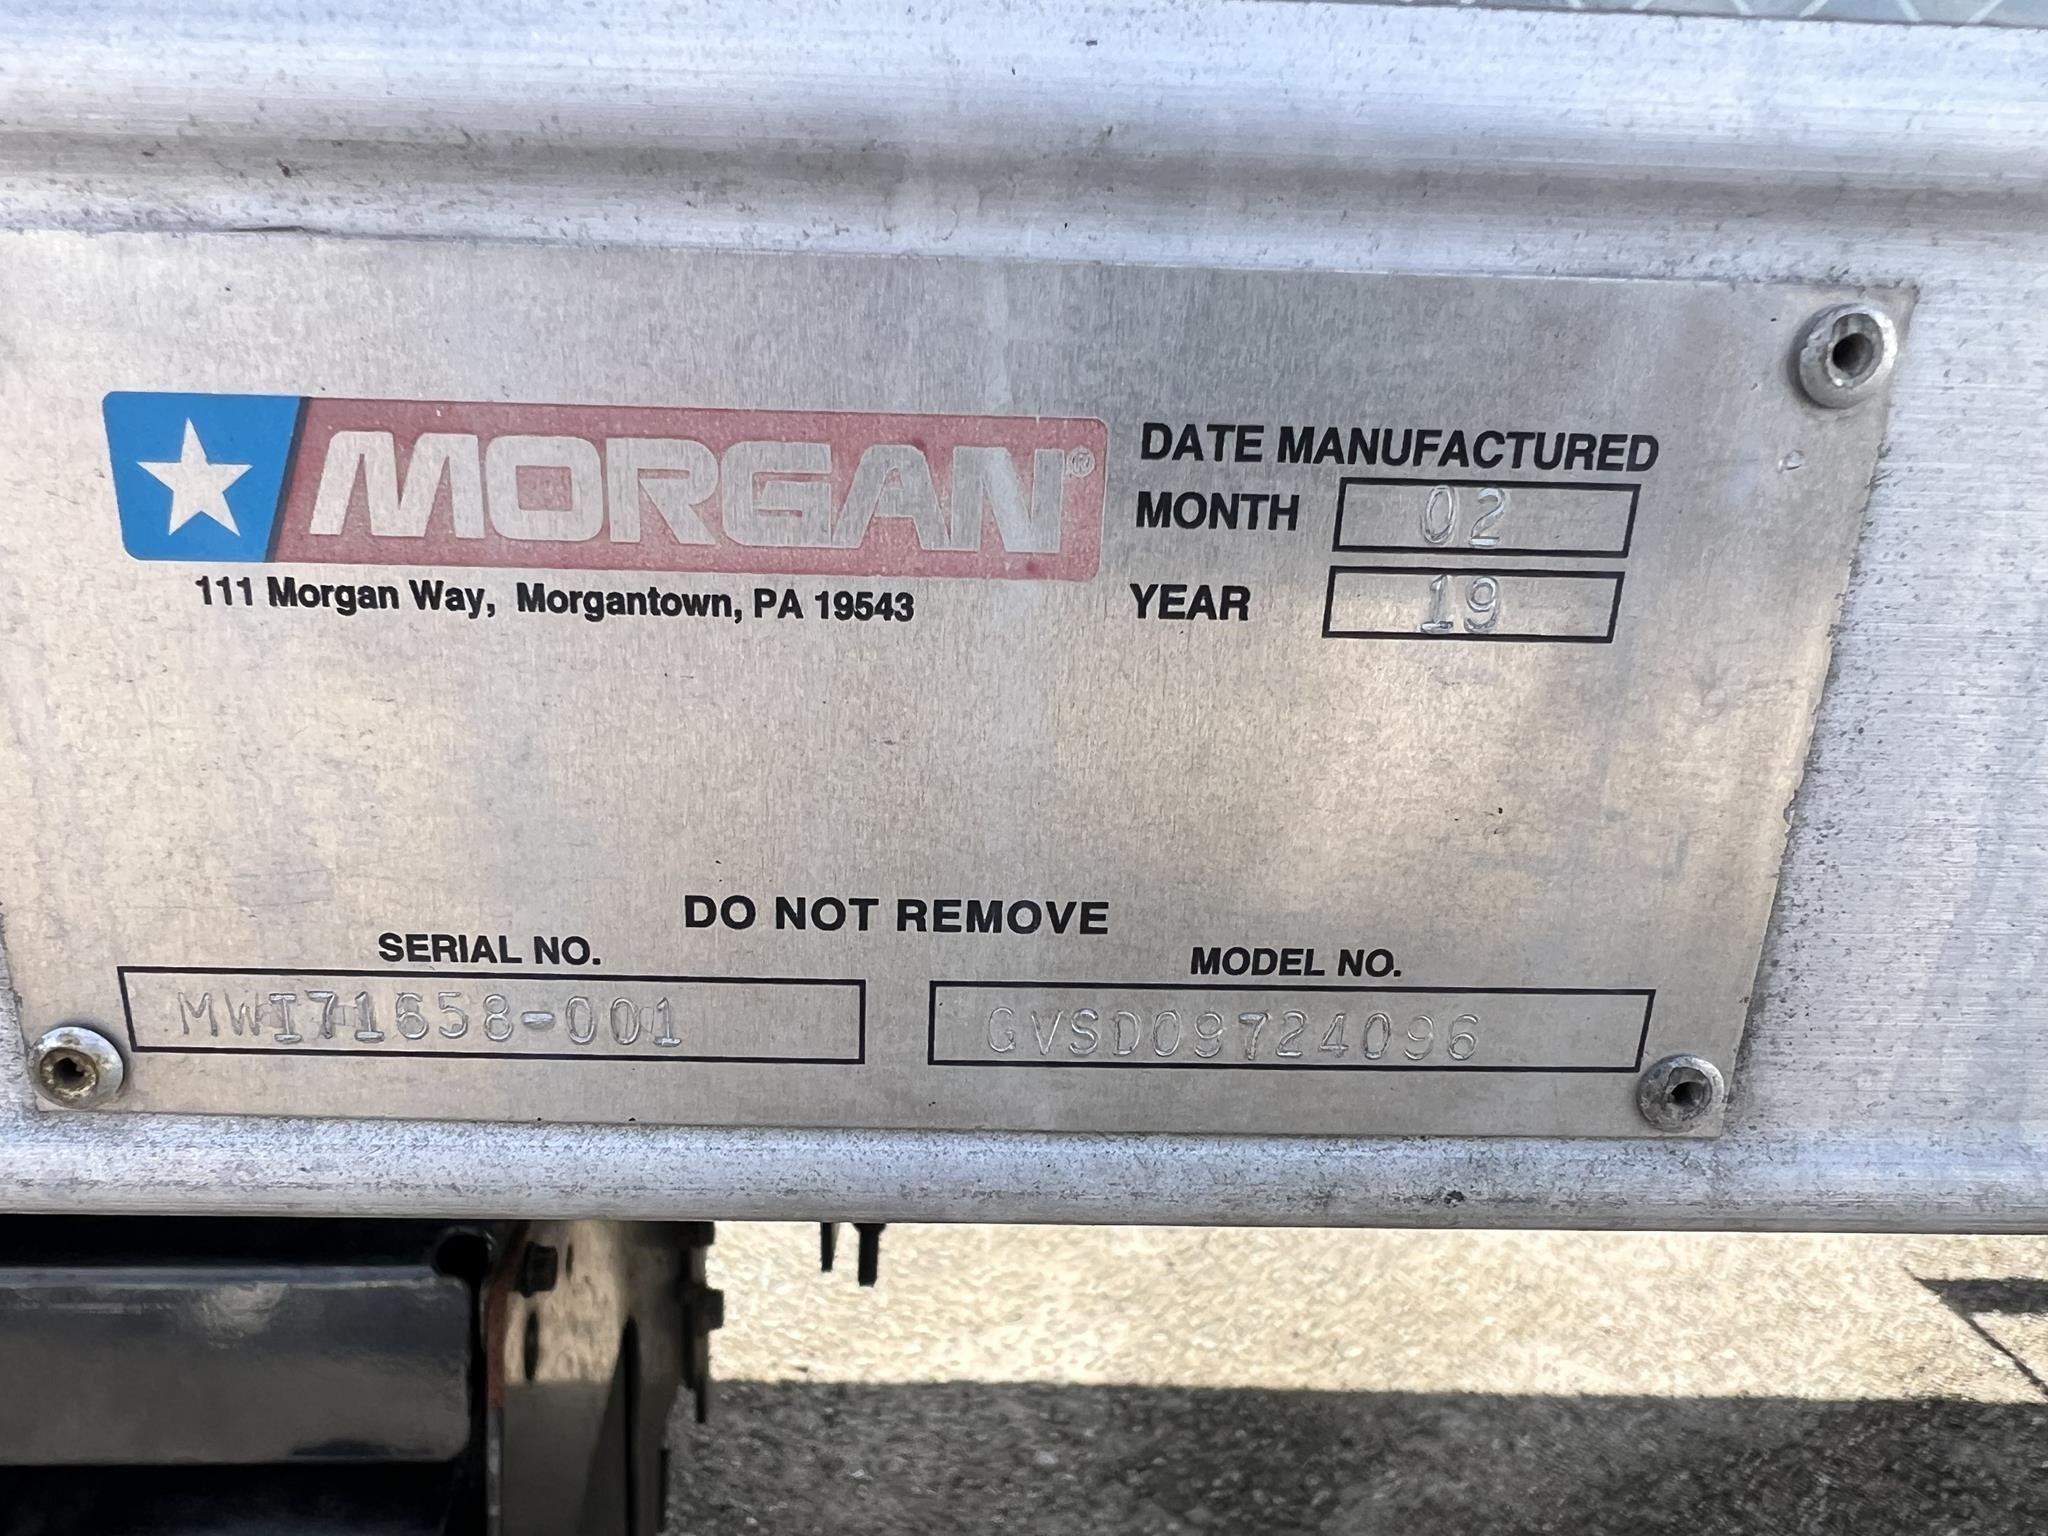 MORGAN®
111 Morgan Way, Morgantown, PA 19543
DATE MANUFACTURED
MONTH 02
YEAR 19
DO NOT REMOVE
SERIAL NO.
MWI71658-001
MODEL NO.
GVSD09724096